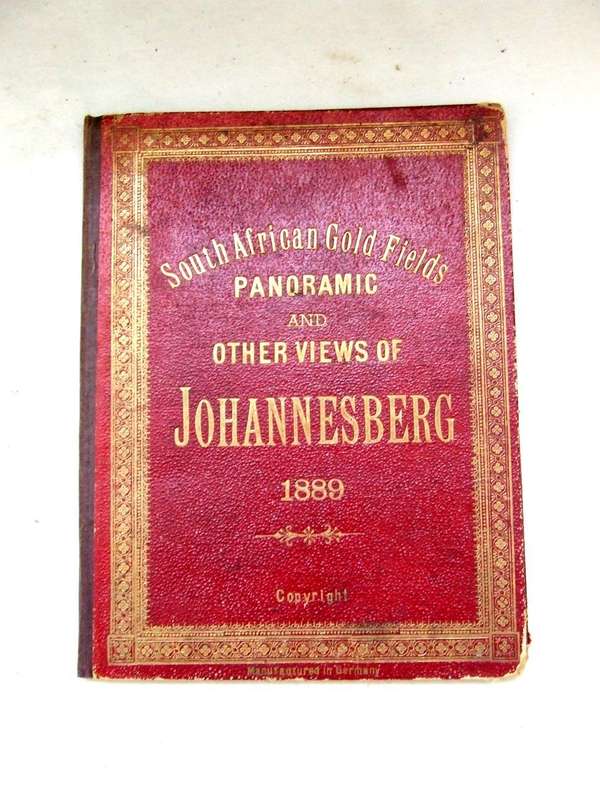 South African Gold Fields
PANORAMIC
AND
OTHER VIEWS OF
JOHANNESBERG
1889
Copyright
Manufactured in Germany